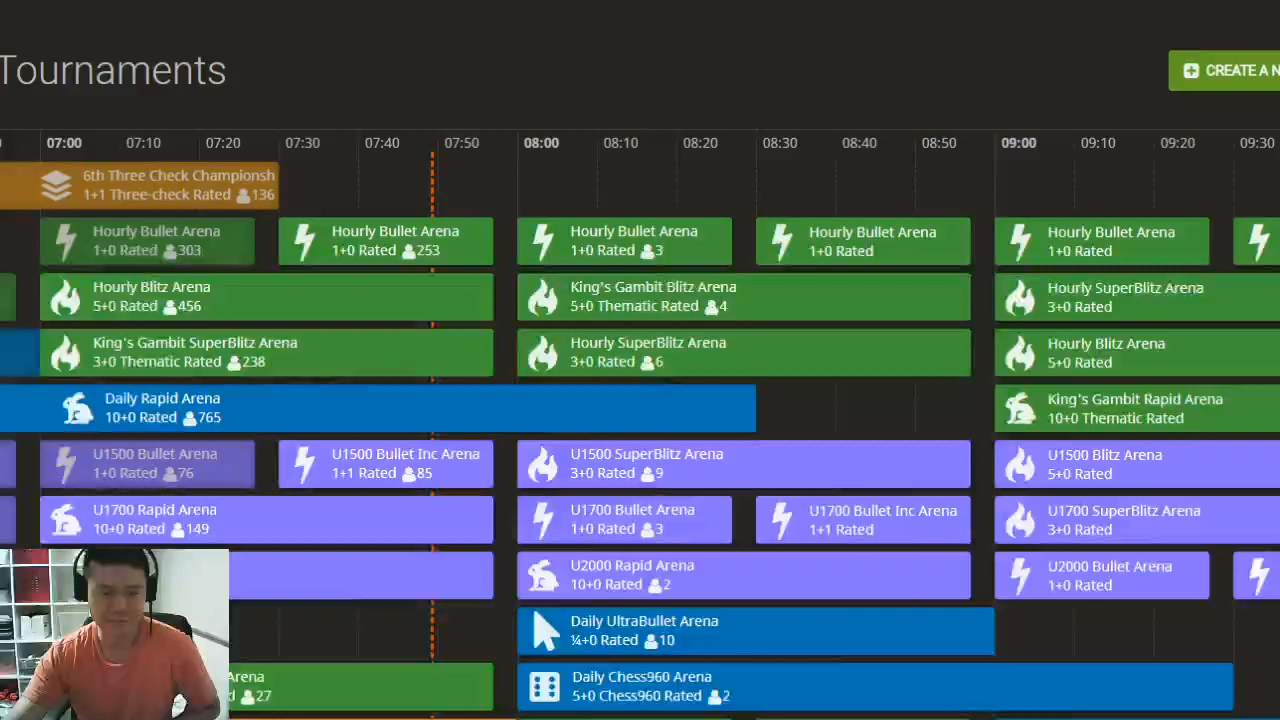 Tournaments
CREATE A N
07:00 07:10 07:20 07:30 07:40 07:50 08:00 08:10 08:20 08:30 08:40 08:50 09:00 09:10 09:20 09:30
6th Three Check Championsh
1+1 Three-check Rated 136
Hourly Bullet Arena
1+0 Rated 303
Hourly Bullet Arena
1+0 Rated 253
Hourly Bullet Arena
1+0 Rated 3
Hourly Bullet Arena
1+0 Rated
Hourly Bullet Arena
1+0 Rated
Hourly Blitz Arena
5+0 Rated 456
King's Gambit Blitz Arena
5+0 Thematic Rated 4
Hourly SuperBlitz Arena
3+0 Rated
King's Gambit SuperBlitz Arena
3+0 Thematic Rated 238
Hourly SuperBlitz Arena
3+0 Rated 6
Hourly Blitz Arena
5+0 Rated
Daily Rapid Arena
10+0 Rated 765
King's Gambit Rapid Arena
10+0 Thematic Rated
U1500 Bullet Arena
1+0 Rated 76
U1500 Bullet Inc Arena
1+1 Rated 85
U1500 SuperBlitz Arena
3+0 Rated 9
U1500 Blitz Arena
5+0 Rated
U1700 Rapid Arena
10+0 Rated 149
U1700 Bullet Arena
1+0 Rated 3
U1700 Bullet Inc Arena
1+1 Rated
U1700 SuperBlitz Arena
3+0 Rated
U2000 Rapid Arena
10+0 Rated 2
U2000 Bullet Arena
1+0 Rated
Daily UltraBullet Arena
¼+0 Rated 10
Arena
d 27
Daily Chess960 Arena
5+0 Chess960 Rated 2